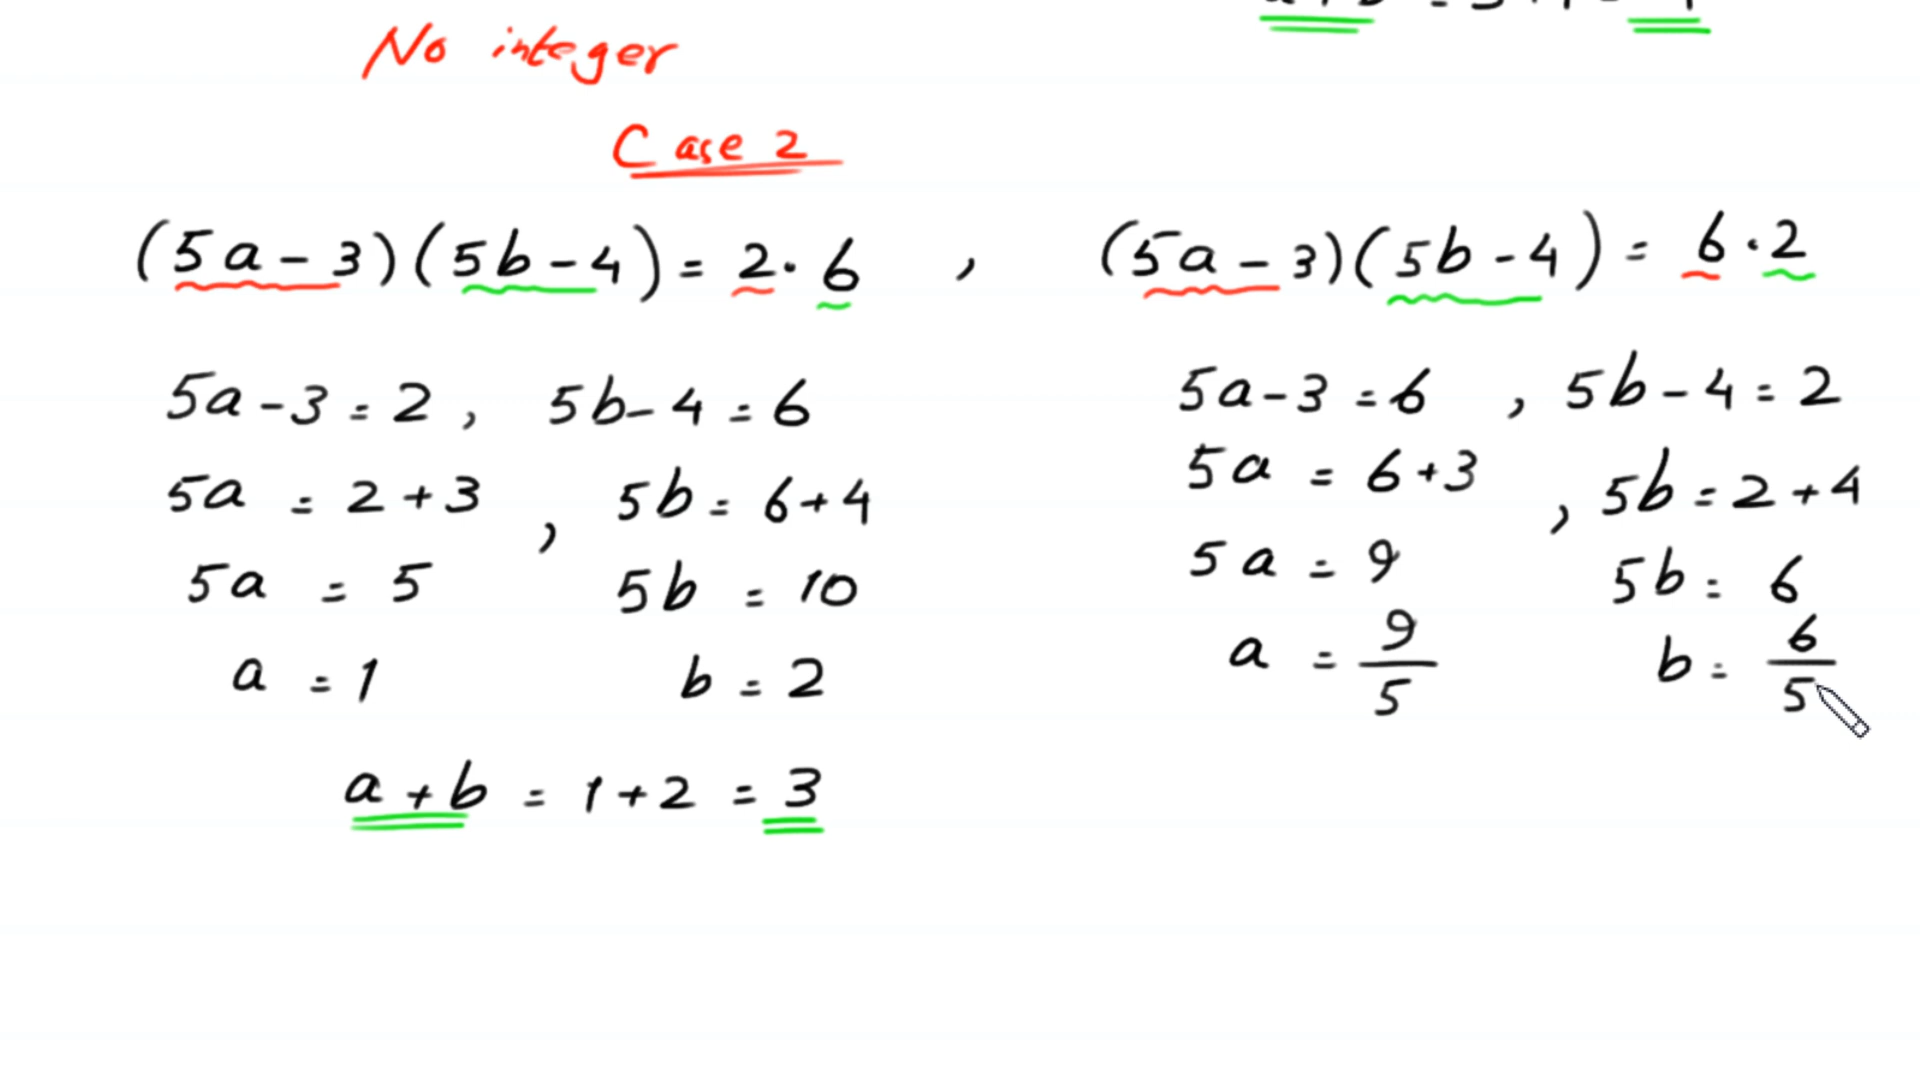 No integer
Case 2
(5a-3)(5b-4) = 2·6 , (5a-3)(5b-4) = 6·2
5a-3=2, 5b-4=6
5a = 2+3, 5b = 6+4
5a = 5 5b = 10
a = 1 b = 2
a+b = 1+2 = 3
5a-3=6, 5b-4=2
5a = 6+3, 5b=2+4
5a = 9 5b = 6
a = 9/5 b = 6/5